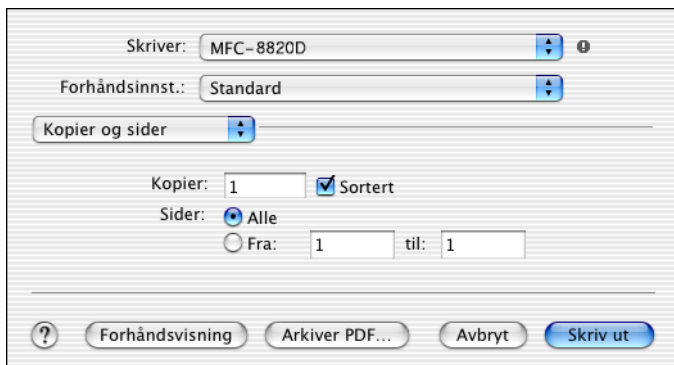 Skriver: MFC-8820D
Forhåndsinnst.: Standard
Kopier og sider
Kopier: 1 Sortert
Sider: Alle
Fra: 1 til: 1
? Forhåndsvisning Arkiver PDF... Avbryt Skriv ut